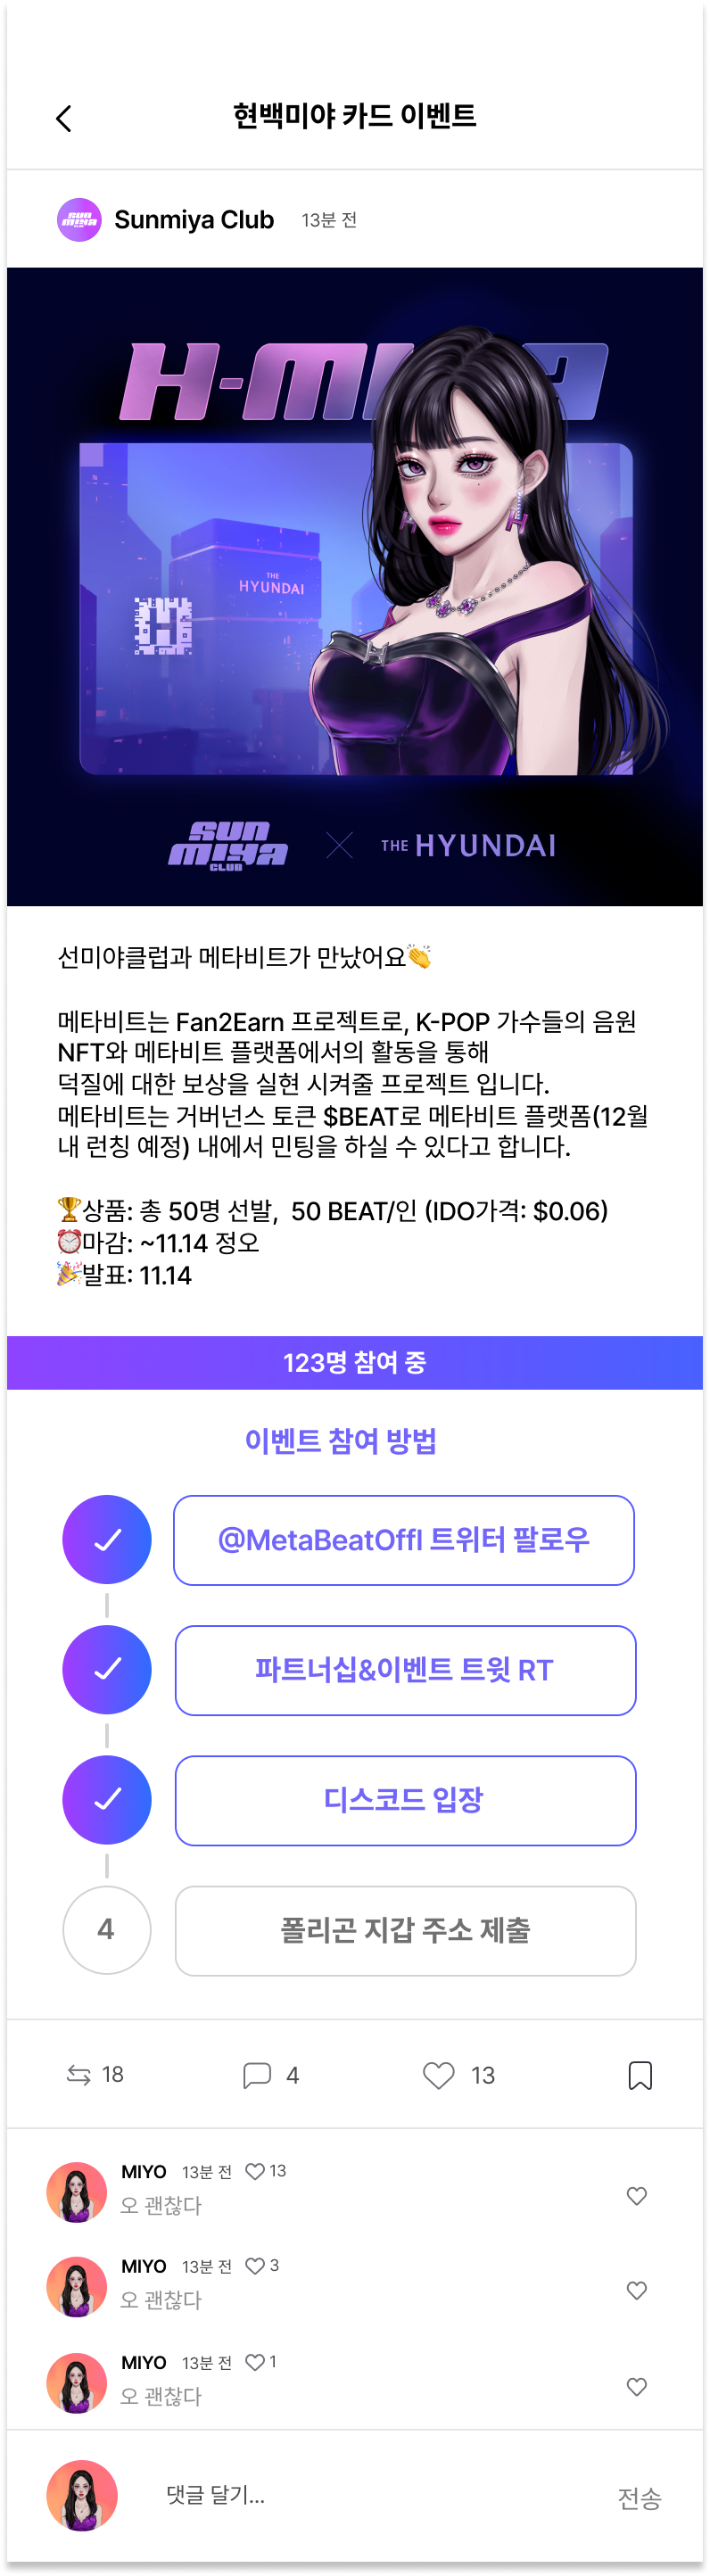 현백미야 카드 이벤트
SUN MIYA CLUB
Sunmiya Club 13분 전
H-MI A
THE
HYUNDAI
H H
SUN
MIYA
CLUB
THE HYUNDAI
선미야클럽과 메타비트가 만났어요👏
메타비트는 Fan2Earn 프로젝트로, K-POP 가수들의 음원
NFT와 메타비트 플랫폼에서의 활동을 통해
덕질에 대한 보상을 실현 시켜줄 프로젝트 입니다.
메타비트는 거버넌스 토큰 $BEAT로 메타비트 플랫폼(12월
내 런칭 예정) 내에서 민팅을 하실 수 있다고 합니다.
🏆상품: 총 50명 선발, 50 BEAT/인 (IDO가격: $0.06)
⏰마감: ~11.14 정오
🎉발표: 11.14
123명 참여 중
이벤트 참여 방법
@MetaBeatOffl 트위터 팔로우
파트너십&이벤트 트윗 RT
디스코드 입장
4 폴리곤 지갑 주소 제출
18 4 13
MIYO 13분 전 13
오 괜찮다
MIYO 13분 전 3
오 괜찮다
MIYO 13분 전 1
오 괜찮다
댓글 달기... 전송